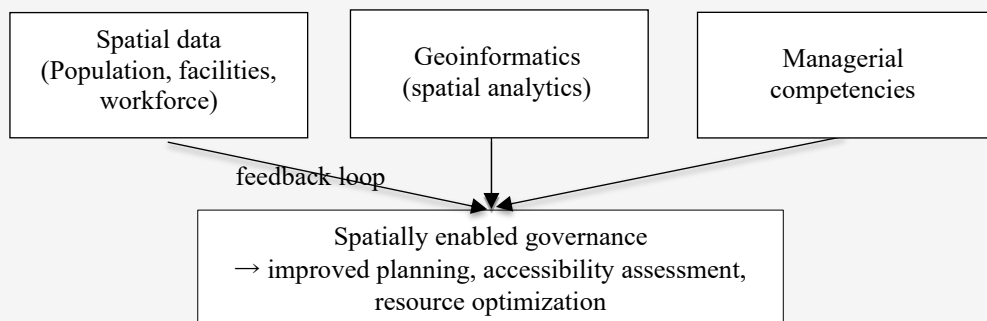 Spatial data
(Population, facilities,
workforce)
Geoinformatics
(spatial analytics)
Managerial
competencies
feedback loop
Spatially enabled governance
→ improved planning, accessibility assessment,
resource optimization